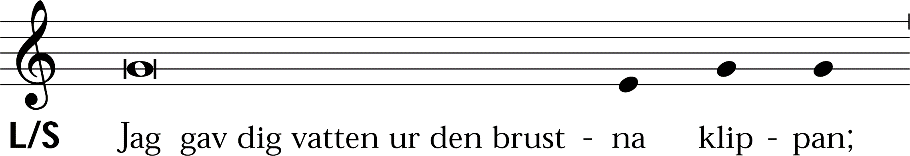 L/S Jag gav dig vatten ur den brust - na klip - pan;